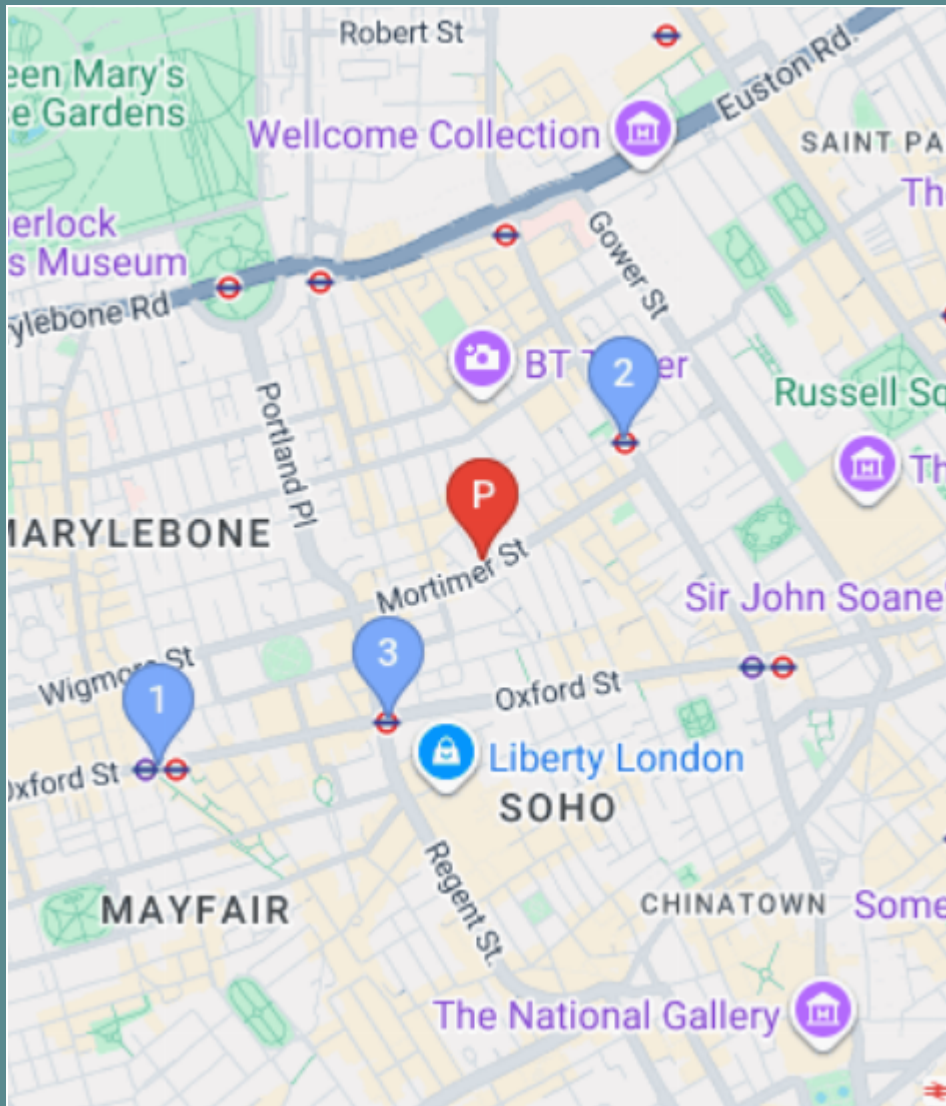 Robert St
een Mary's
e Gardens
Euston Rd.
Wellcome Collection
SAINT PA
Th
erlock
s Museum
Gower St
ylebone Rd
BT T er
2
Russell Sq
Portland Pl
P
Th
MARYLEBONE
Mortimer St
Sir John Soane
3
Wigmore St
1
Oxford St
Oxford St
Liberty London
SOHO
Regent St.
MAYFAIR
CHINATOWN
Some
The National Gallery